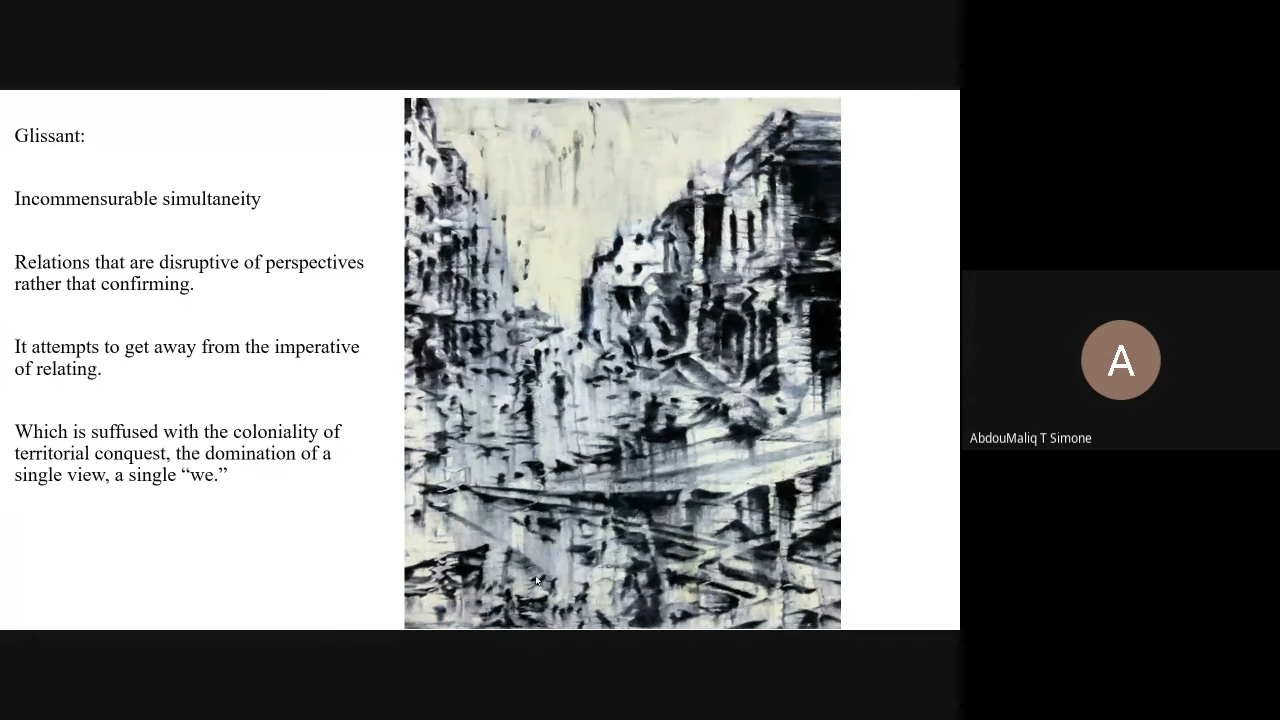 Glissant:
Incommensurable simultaneity
Relations that are disruptive of perspectives
rather that confirming.
It attempts to get away from the imperative
of relating.
Which is suffused with the coloniality of
territorial conquest, the domination of a
single view, a single “we.”
A
AbdouMaliq T Simone